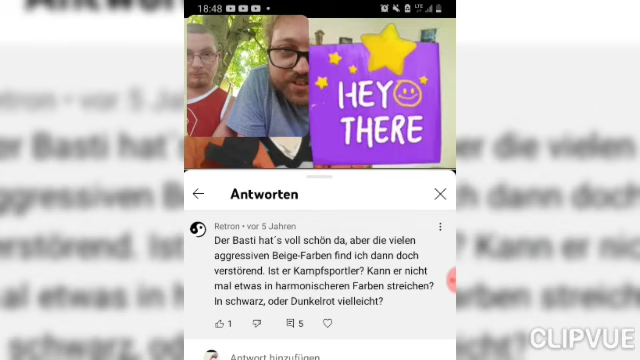 18:48
LTE
HEY
THERE
Antworten
Retron • vor 5 Jahren
Der Basti hat´s voll schön da, aber die vielen
aggressiven Beige-Farben find ich dann doch
verstörend. Ist er Kampfsportler? Kann er nicht
mal etwas in harmonischeren Farben streichen?
In schwarz, oder Dunkelrot vielleicht?
1
5
Antwort hinzufügen
CLIPVUE